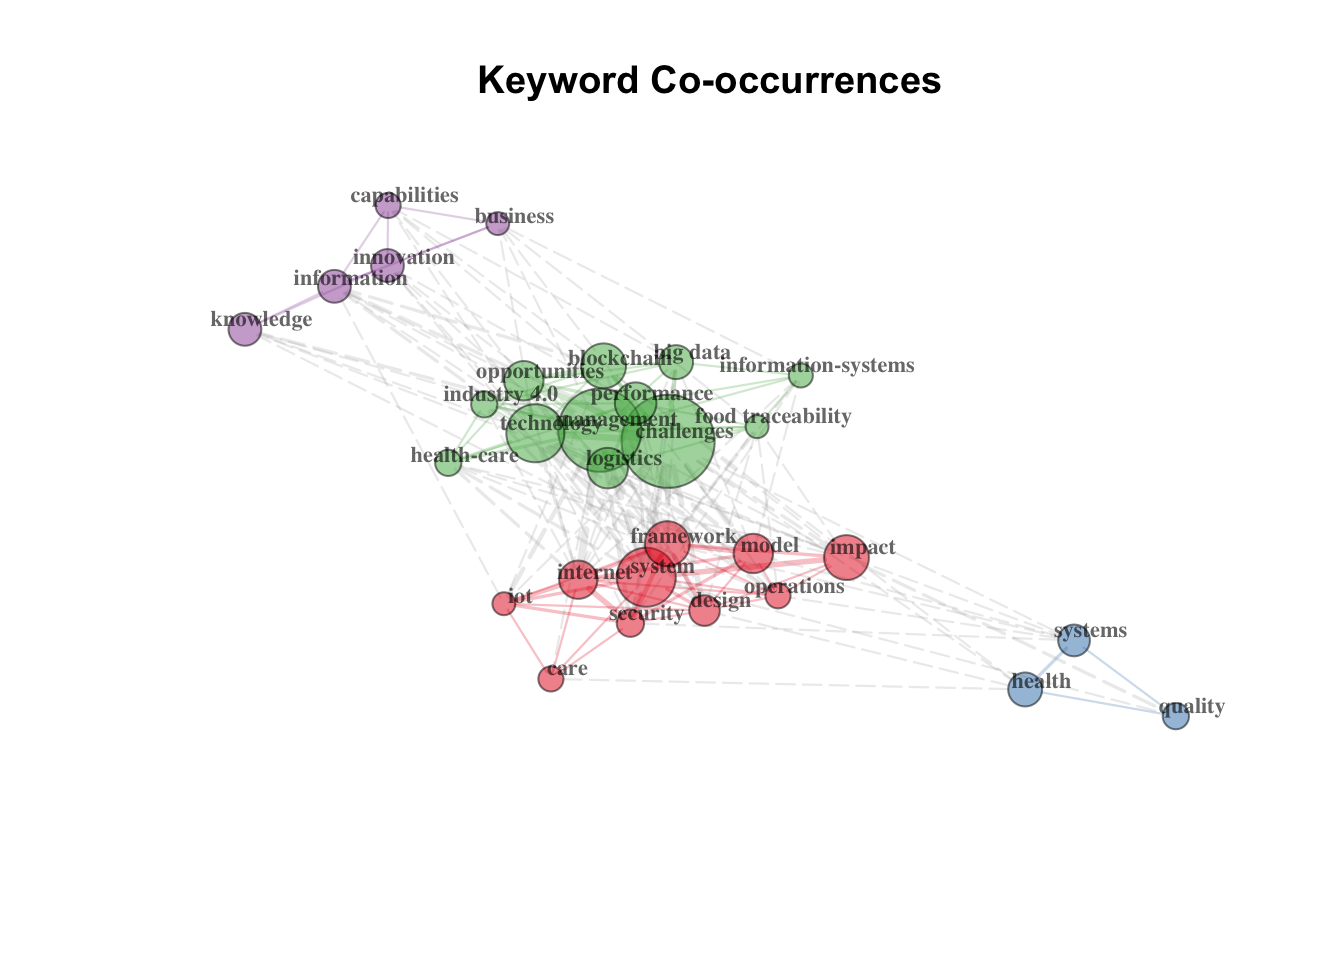 Keyword Co-occurrences
capabilities
business
innovation
information
knowledge
big data
blockchain
information-systems
opportunities
industry 4.0
performance
food traceability
technology
management
challenges
health-care
logistics
framework
model
impact
system
internet
operations
iot
design
security
care
systems
health
quality